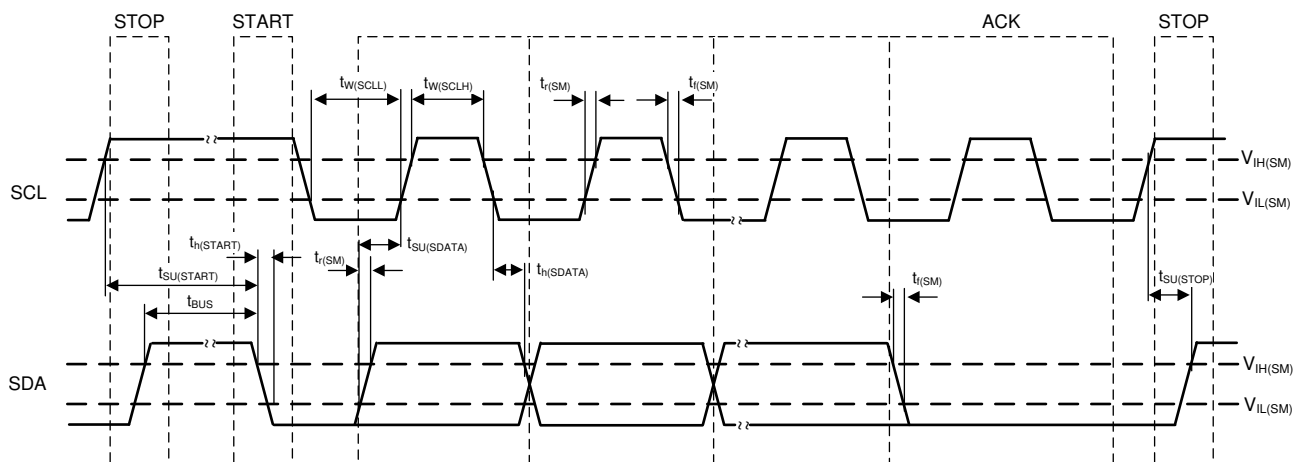 STOP START ACK STOP
tW(SCLL) tW(SCLH) tr(SM) tf(SM)
VIH(SM)
SCL
VIL(SM)
th(START) tr(SM) tSU(SDATA) th(SDATA)
tSU(START) tf(SM) tSU(STOP)
tBUS
VIH(SM)
SDA
VIL(SM)